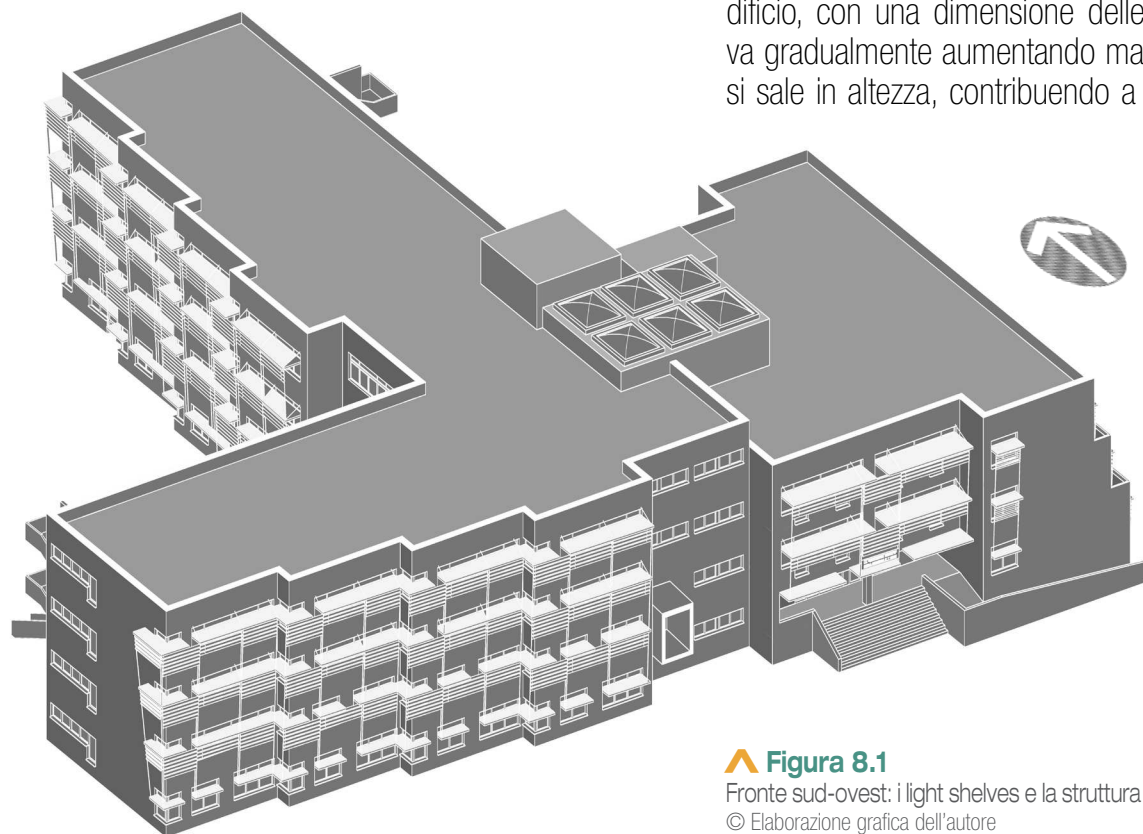 dificio, con una dimensione delle
va gradualmente aumentando ma
si sale in altezza, contribuendo a
Figura 8.1
Fronte sud-ovest: i light shelves e la struttura
© Elaborazione grafica dell'autore